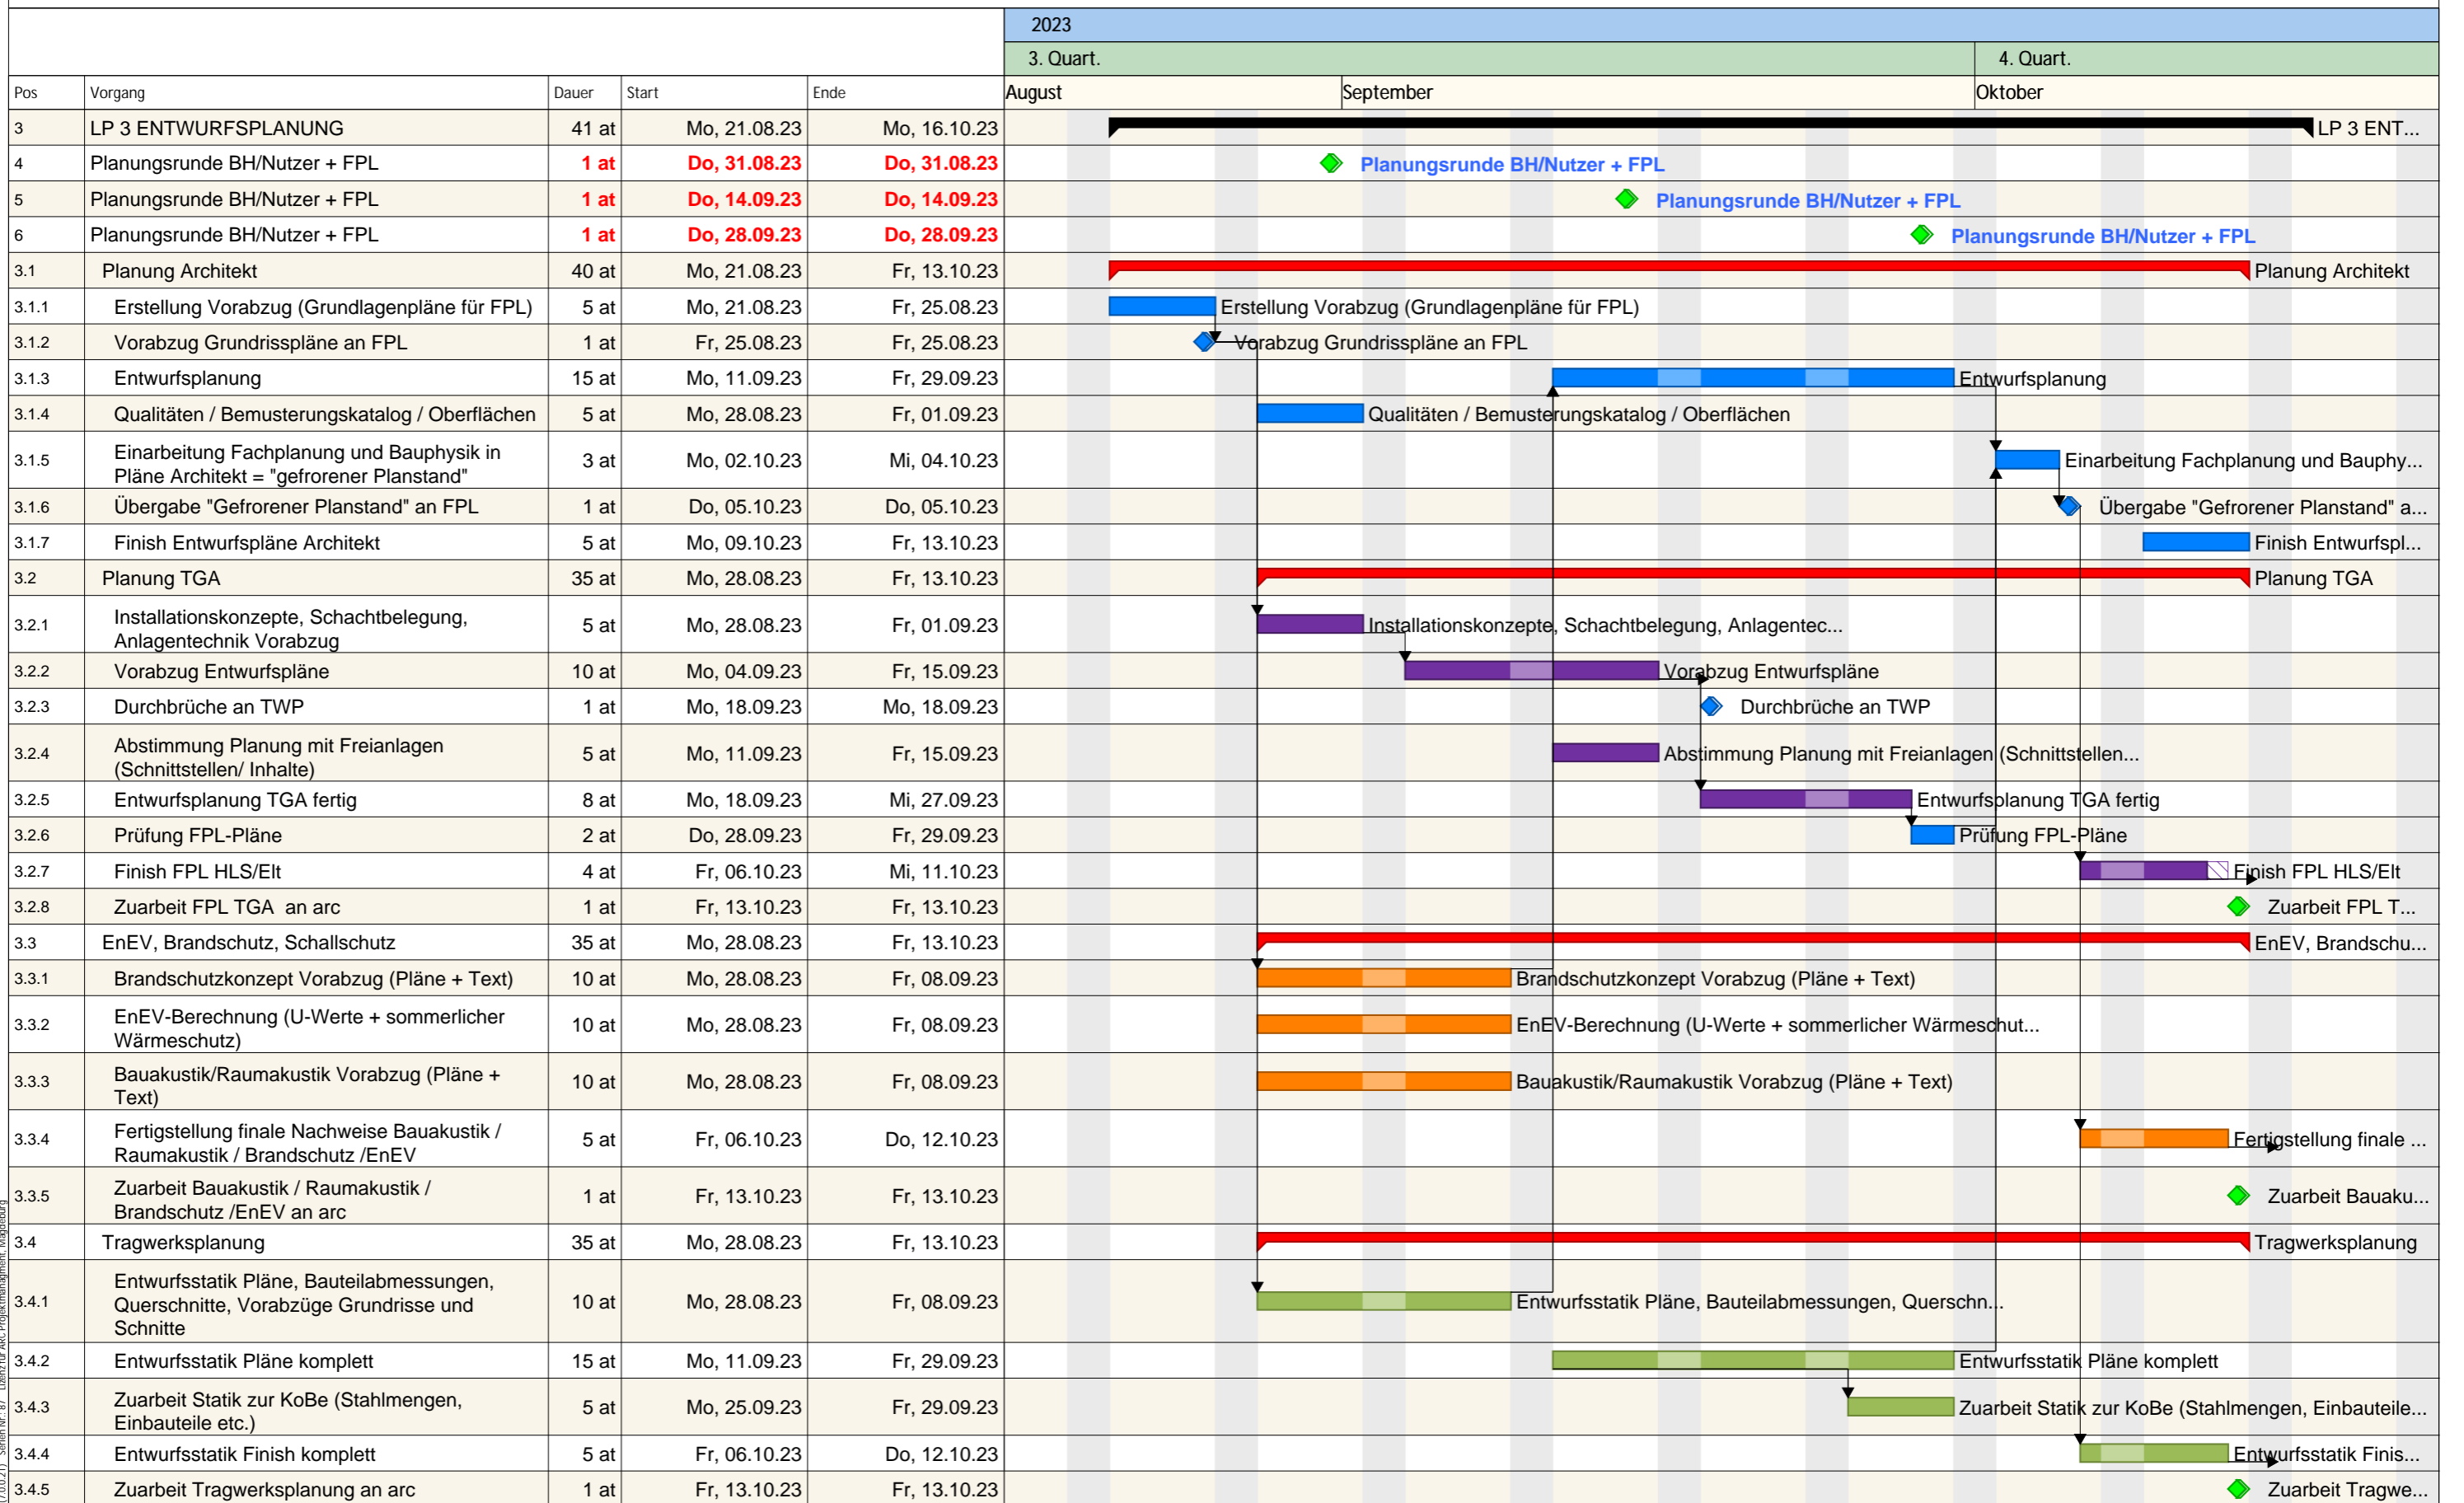 2023
3. Quart. 4. Quart.
Pos Vorgang Dauer Start Ende August September Oktober
3 LP 3 ENTWURFSPLANUNG 41 at Mo, 21.08.23 Mo, 16.10.23 LP 3 ENT...
4 Planungsrunde BH/Nutzer + FPL 1 at Do, 31.08.23 Do, 31.08.23 Planungsrunde BH/Nutzer + FPL
5 Planungsrunde BH/Nutzer + FPL 1 at Do, 14.09.23 Do, 14.09.23 Planungsrunde BH/Nutzer + FPL
6 Planungsrunde BH/Nutzer + FPL 1 at Do, 28.09.23 Do, 28.09.23 Planungsrunde BH/Nutzer + FPL
3.1 Planung Architekt 40 at Mo, 21.08.23 Fr, 13.10.23 Planung Architekt
3.1.1 Erstellung Vorabzug (Grundlagenpläne für FPL) 5 at Mo, 21.08.23 Fr, 25.08.23 Erstellung Vorabzug (Grundlagenpläne für FPL)
3.1.2 Vorabzug Grundrisspläne an FPL 1 at Fr, 25.08.23 Fr, 25.08.23 Vorabzug Grundrisspläne an FPL
3.1.3 Entwurfsplanung 15 at Mo, 11.09.23 Fr, 29.09.23 Entwurfsplanung
3.1.4 Qualitäten / Bemusterungskatalog / Oberflächen 5 at Mo, 28.08.23 Fr, 01.09.23 Qualitäten / Bemusterungskatalog / Oberflächen
3.1.5 Einarbeitung Fachplanung und Bauphysik in
Pläne Architekt = "gefrorener Planstand" 3 at Mo, 02.10.23 Mi, 04.10.23 Einarbeitung Fachplanung und Bauphy...
3.1.6 Übergabe "Gefrorener Planstand" an FPL 1 at Do, 05.10.23 Do, 05.10.23 Übergabe "Gefrorener Planstand" a...
3.1.7 Finish Entwurfspläne Architekt 5 at Mo, 09.10.23 Fr, 13.10.23 Finish Entwurfspl...
3.2 Planung TGA 35 at Mo, 28.08.23 Fr, 13.10.23 Planung TGA
3.2.1 Installationskonzepte, Schachtbelegung,
Anlagentechnik Vorabzug 5 at Mo, 28.08.23 Fr, 01.09.23 Installationskonzepte, Schachtbelegung, Anlagentec...
3.2.2 Vorabzug Entwurfspläne 10 at Mo, 04.09.23 Fr, 15.09.23 Vorabzug Entwurfspläne
3.2.3 Durchbrüche an TWP 1 at Mo, 18.09.23 Mo, 18.09.23 Durchbrüche an TWP
3.2.4 Abstimmung Planung mit Freianlagen
(Schnittstellen/ Inhalte) 5 at Mo, 11.09.23 Fr, 15.09.23 Abstimmung Planung mit Freianlagen (Schnittstellen...
3.2.5 Entwurfsplanung TGA fertig 8 at Mo, 18.09.23 Mi, 27.09.23 Entwurfsplanung TGA fertig
3.2.6 Prüfung FPL-Pläne 2 at Do, 28.09.23 Fr, 29.09.23 Prüfung FPL-Pläne
3.2.7 Finish FPL HLS/Elt 4 at Fr, 06.10.23 Mi, 11.10.23 Finish FPL HLS/Elt
3.2.8 Zuarbeit FPL TGA an arc 1 at Fr, 13.10.23 Fr, 13.10.23 Zuarbeit FPL T...
3.3 EnEV, Brandschutz, Schallschutz 35 at Mo, 28.08.23 Fr, 13.10.23 EnEV, Brandschu...
3.3.1 Brandschutzkonzept Vorabzug (Pläne + Text) 10 at Mo, 28.08.23 Fr, 08.09.23 Brandschutzkonzept Vorabzug (Pläne + Text)
3.3.2 EnEV-Berechnung (U-Werte + sommerlicher
Wärmeschutz) 10 at Mo, 28.08.23 Fr, 08.09.23 EnEV-Berechnung (U-Werte + sommerlicher Wärmeschut...
3.3.3 Bauakustik/Raumakustik Vorabzug (Pläne +
Text) 10 at Mo, 28.08.23 Fr, 08.09.23 Bauakustik/Raumakustik Vorabzug (Pläne + Text)
3.3.4 Fertigstellung finale Nachweise Bauakustik /
Raumakustik / Brandschutz /EnEV 5 at Fr, 06.10.23 Do, 12.10.23 Fertigstellung finale ...
3.3.5 Zuarbeit Bauakustik / Raumakustik /
Brandschutz /EnEV an arc 1 at Fr, 13.10.23 Fr, 13.10.23 Zuarbeit Bauaku...
3.4 Tragwerksplanung 35 at Mo, 28.08.23 Fr, 13.10.23 Tragwerksplanung
3.4.1 Entwurfsstatik Pläne, Bauteilabmessungen,
Querschnitte, Vorabzüge Grundrisse und
Schnitte 10 at Mo, 28.08.23 Fr, 08.09.23 Entwurfsstatik Pläne, Bauteilabmessungen, Querschn...
3.4.2 Entwurfsstatik Pläne komplett 15 at Mo, 11.09.23 Fr, 29.09.23 Entwurfsstatik Pläne komplett
3.4.3 Zuarbeit Statik zur KoBe (Stahlmengen,
Einbauteile etc.) 5 at Mo, 25.09.23 Fr, 29.09.23 Zuarbeit Statik zur KoBe (Stahlmengen, Einbauteile...
3.4.4 Entwurfsstatik Finish komplett 5 at Fr, 06.10.23 Do, 12.10.23 Entwurfsstatik Finis...
3.4.5 Zuarbeit Tragwerksplanung an arc 1 at Fr, 13.10.23 Fr, 13.10.23 Zuarbeit Tragwe...
(7.0.0.21) Serien Nr.: 87 Lizenz für ARC Projektmanagment, Magdeburg